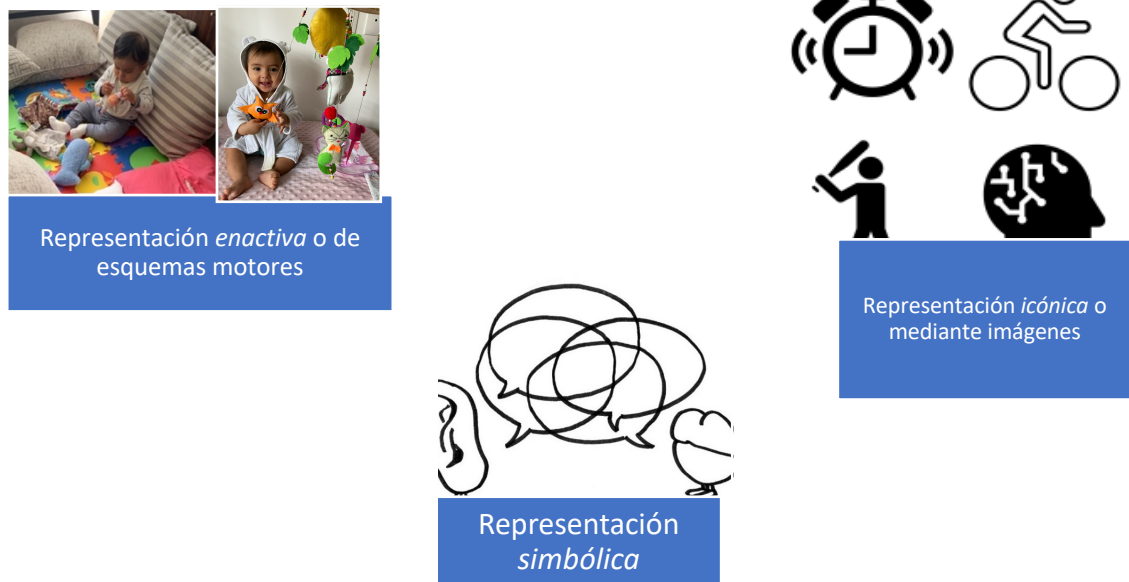 Representación enactiva o de
esquemas motores
Representación icónica o
mediante imágenes
Representación
simbólica